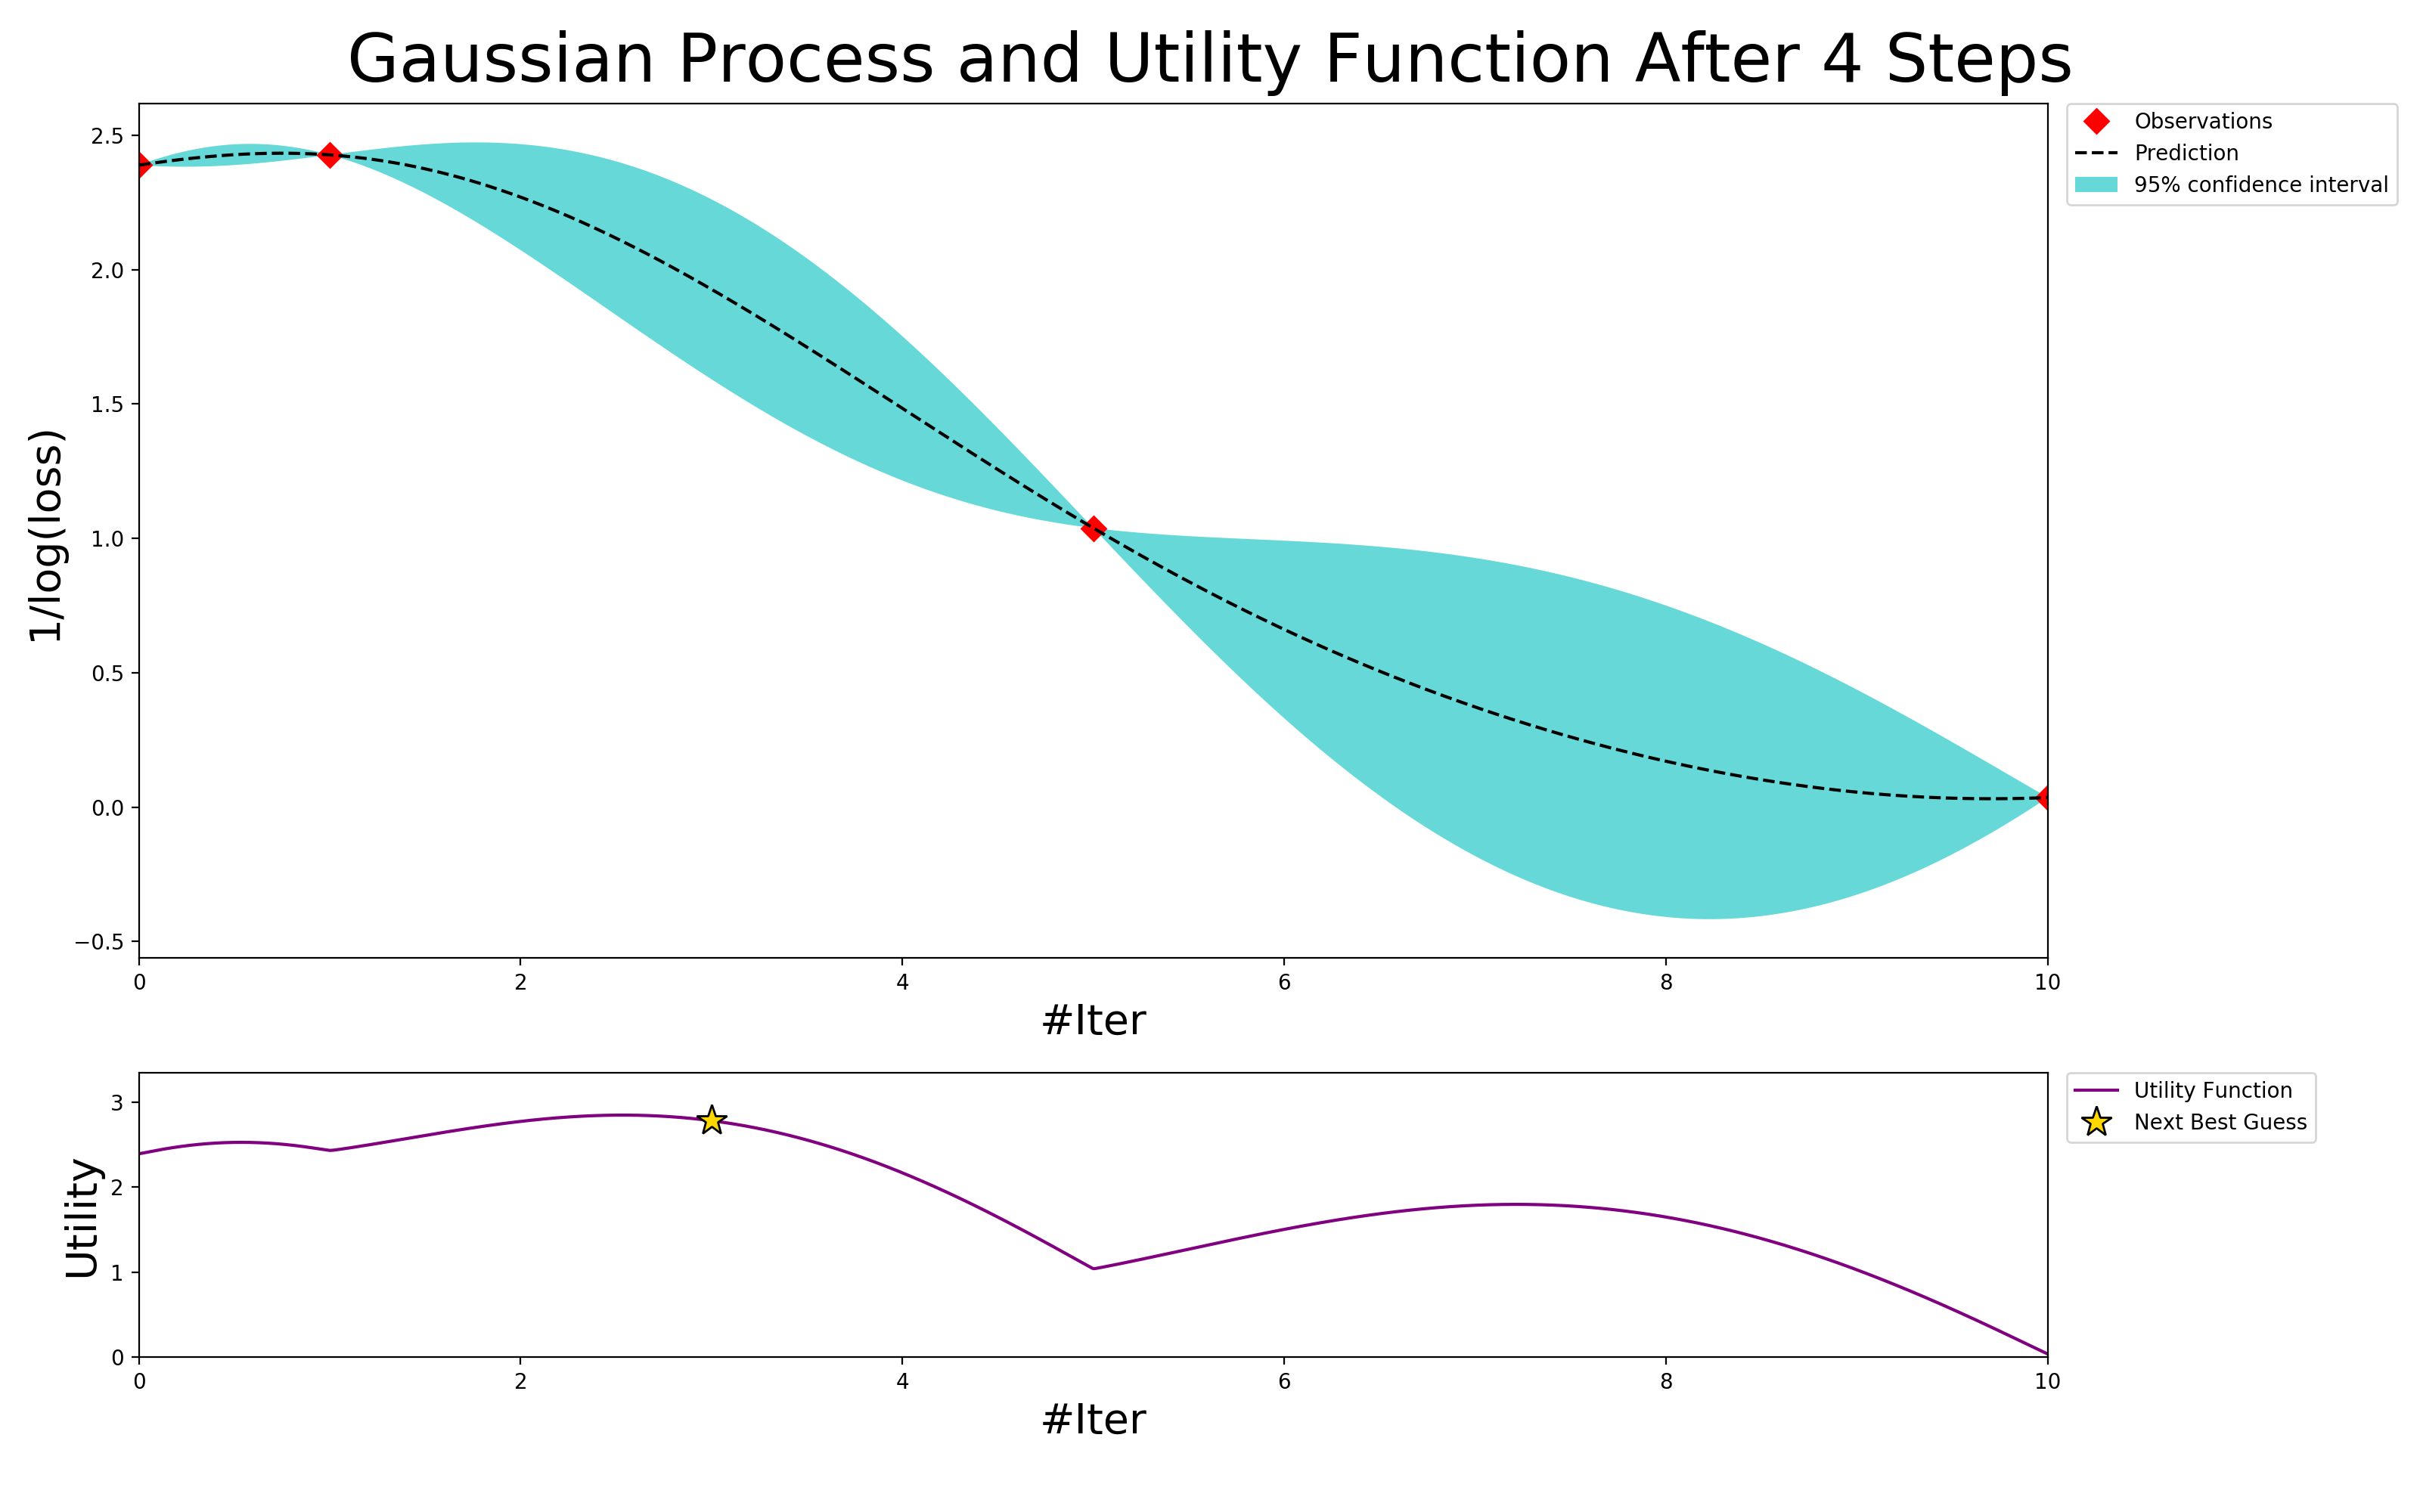 Gaussian Process and Utility Function After 4 Steps
2.5
2.0
1.5
1.0
0.5
0.0
−0.5
1/log(loss)
0 2 4 6 8 10
#Iter
Observations
Prediction
95% confidence interval
3
2
1
0
Utility
0 2 4 6 8 10
#Iter
Utility Function
Next Best Guess